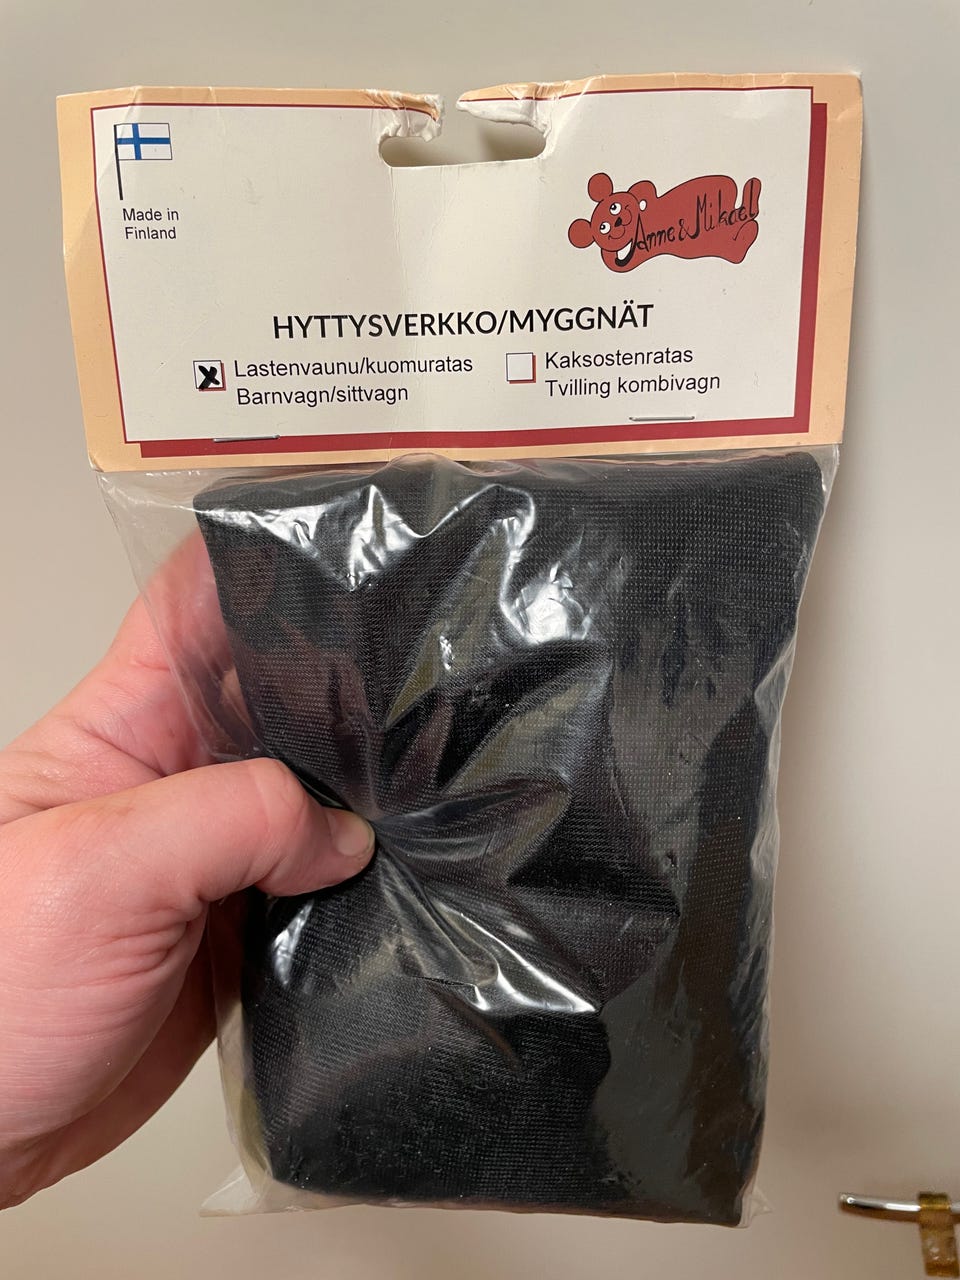 Made in
Finland
Anne & Mikael
HYTTYSVERKKO/MYGGNÄT
Lastenvaunu/kuomuratas
Barnvagn/sittvagn
Kaksostenratas
Tvilling kombivagn